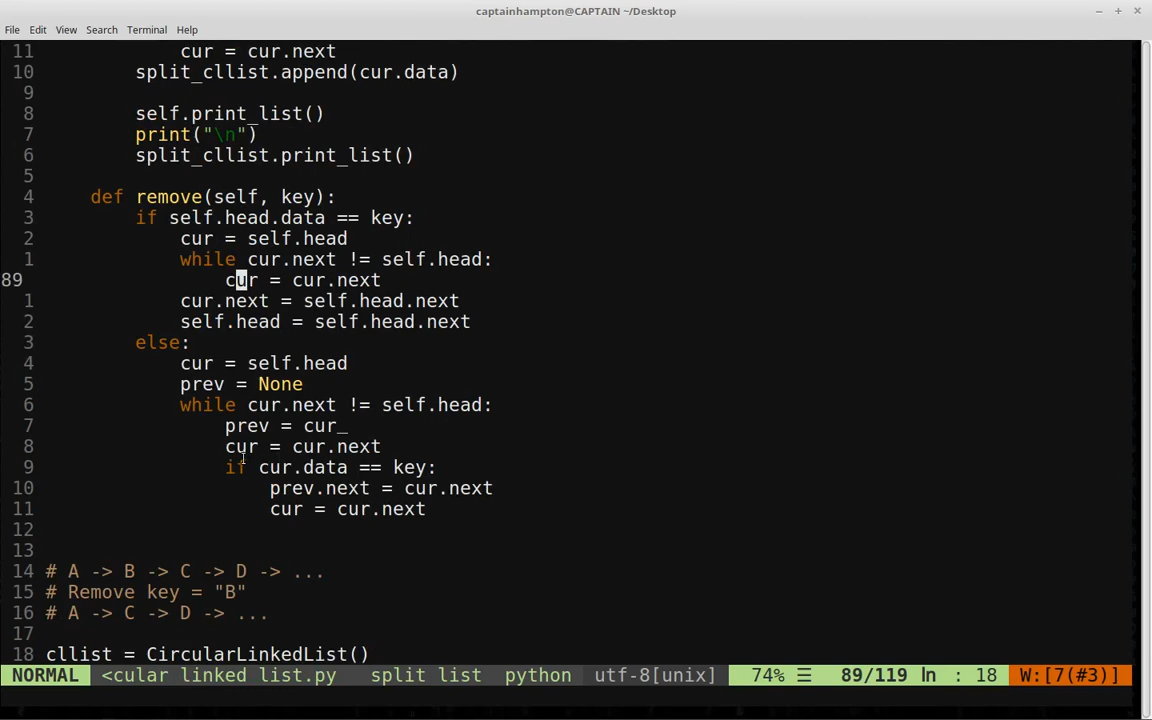 captainhampton@CAPTAIN ~/Desktop
File Edit View Search Terminal Help
11 cur = cur.next
10 split_cllist.append(cur.data)
9
8 self.print_list()
7 print("\n")
6 split_cllist.print_list()
5
4 def remove(self, key):
3 if self.head.data == key:
2 cur = self.head
1 while cur.next != self.head:
89 cur = cur.next
1 cur.next = self.head.next
2 self.head = self.head.next
3 else:
4 cur = self.head
5 prev = None
6 while cur.next != self.head:
7 prev = cur_
8 cur = cur.next
9 if cur.data == key:
10 prev.next = cur.next
11 cur = cur.next
12
13
14 # A -> B -> C -> D -> ...
15 # Remove key = "B"
16 # A -> C -> D -> ...
17
18 cllist = CircularLinkedList()
NORMAL <cular linked list.py split list python utf-8[unix] 74% ☰ 89/119 ln : 18 W:[7(#3)]